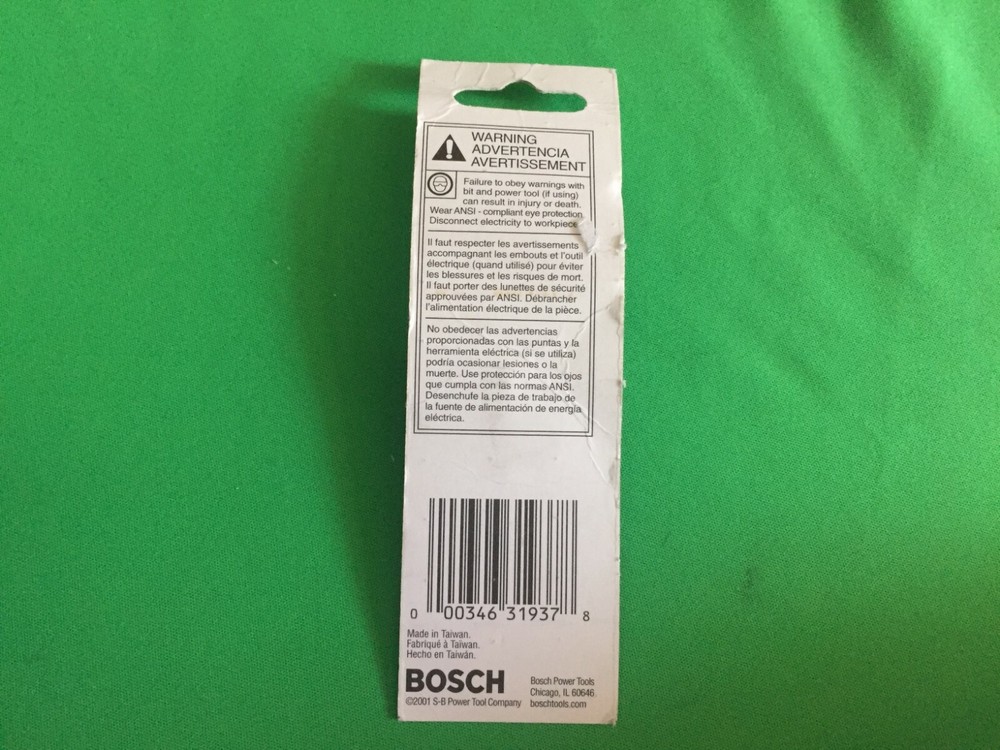 WARNING
ADVERTENCIA
AVERTISSEMENT
Failure to obey warnings with
bit and power tool (if using)
can result in injury or death.
Wear ANSI - compliant eye protection.
Disconnect electricity to workpiece
Il faut respecter les avertissements
accompagnant les embouts et l'outil
électrique (quand utilisé) pour éviter
les blessures et les risques de mort.
Il faut porter des lunettes de sécurité
approuvées par ANSI. Débrancher
l'alimentation électrique de la pièce.
No obedecer las advertencias
proporcionadas con las puntas y la
herramienta eléctrica (si se utiliza)
podría ocasionar lesiones o la
muerte. Use protección para los ojos
que cumpla con las normas ANSI.
Desenchufe la pieza de trabajo de
la fuente de alimentación de energía
eléctrica.
0 00346 31937 8
Made in Taiwan.
Fabriqué à Taïwan.
Hecho en Taiwán.
BOSCH
©2001 S-B Power Tool Company
Bosch Power Tools
Chicago, IL 60646.
boschtools.com